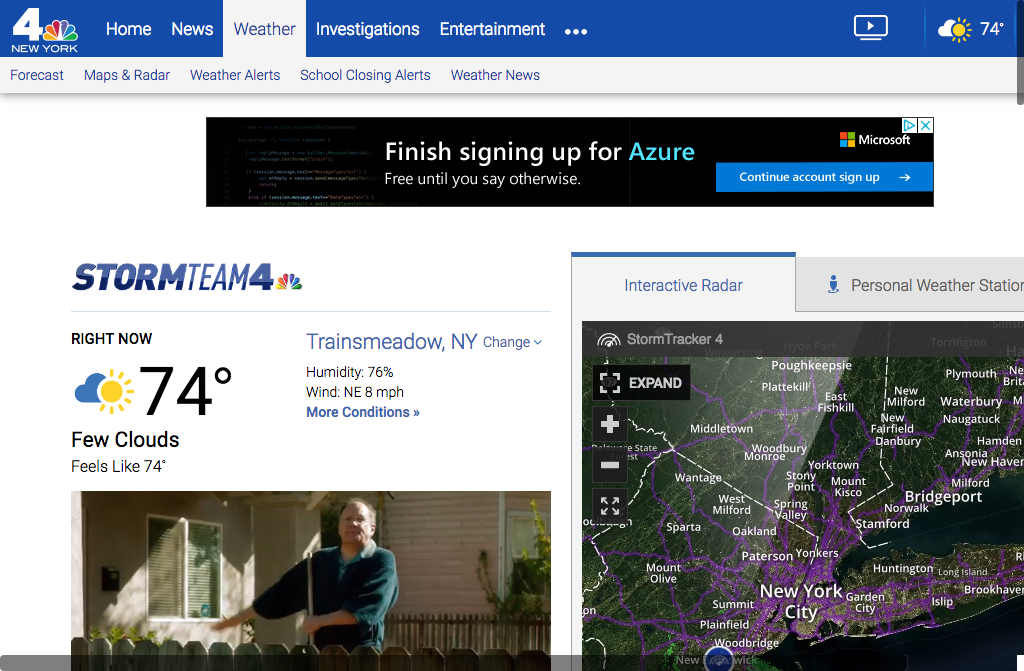 4
NEW YORK
Home
News
Weather
Investigations
Entertainment
74°
Forecast
Maps & Radar
Weather Alerts
School Closing Alerts
Weather News
Finish signing up for Azure
Free until you say otherwise.
Microsoft
Continue account sign up →
STORMTEAM4
Interactive Radar
Personal Weather Station
RIGHT NOW
74°
Few Clouds
Feels Like 74°
Trainsmeadow, NY Change
Humidity: 76%
Wind: NE 8 mph
More Conditions »
StormTracker 4
EXPAND
Hyde Park
Torrington
Wawarsing
Poughkeepsie
Plymouth
Plattekill
New Milford
East Fishkill
Waterbury
Naugatuck
New Fairfield
Middletown
Danbury
Hamden
Woodbury
Monroe
Ansonia
New Haven
Yorktown
Wantage
Stony Point
Mount Kisco
Milford
Bridgeport
West Milford
Spring Valley
Norwalk
Sparta
Oakland
Stamford
Paterson
Yonkers
Mount Olive
Huntington
Long Island
New York City
Brookhaven
Summit
Garden City
Islip
Plainfield
Woodbridge